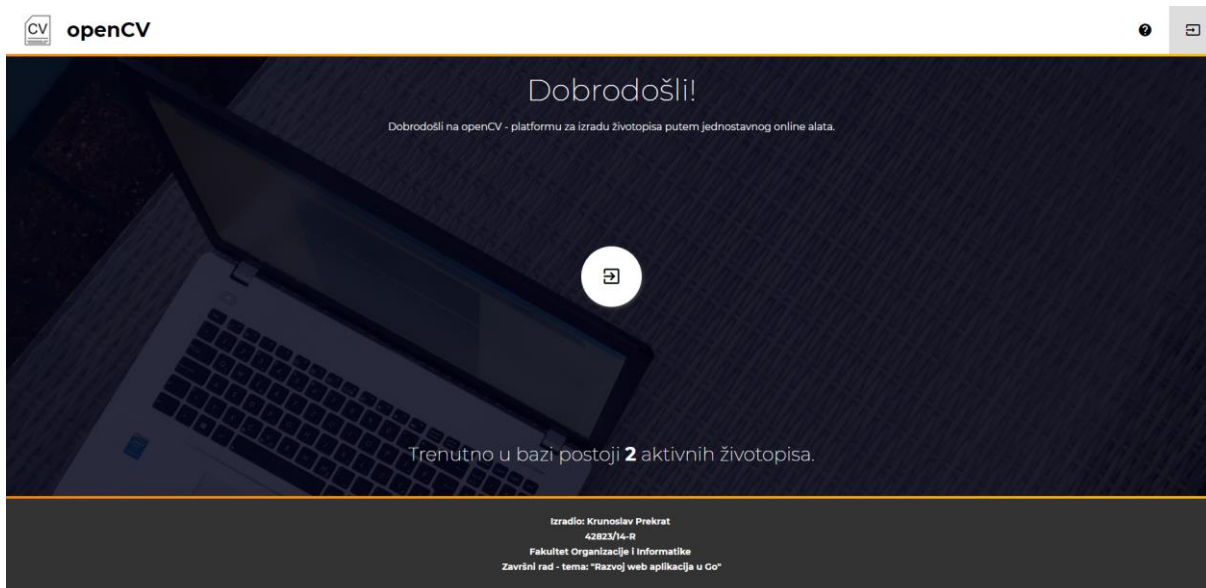 CV openCV
Dobrodošli!
Dobrodošli na openCV - platformu za izradu životopisa putem jednostavnog online alata.
Trenutno u bazi postoji 2 aktivnih životopisa.
Izradio: Krunoslav Prekrat
42823/14-R
Fakultet Organizacije i Informatike
Završni rad - tema: "Razvoj web aplikacija u Go"